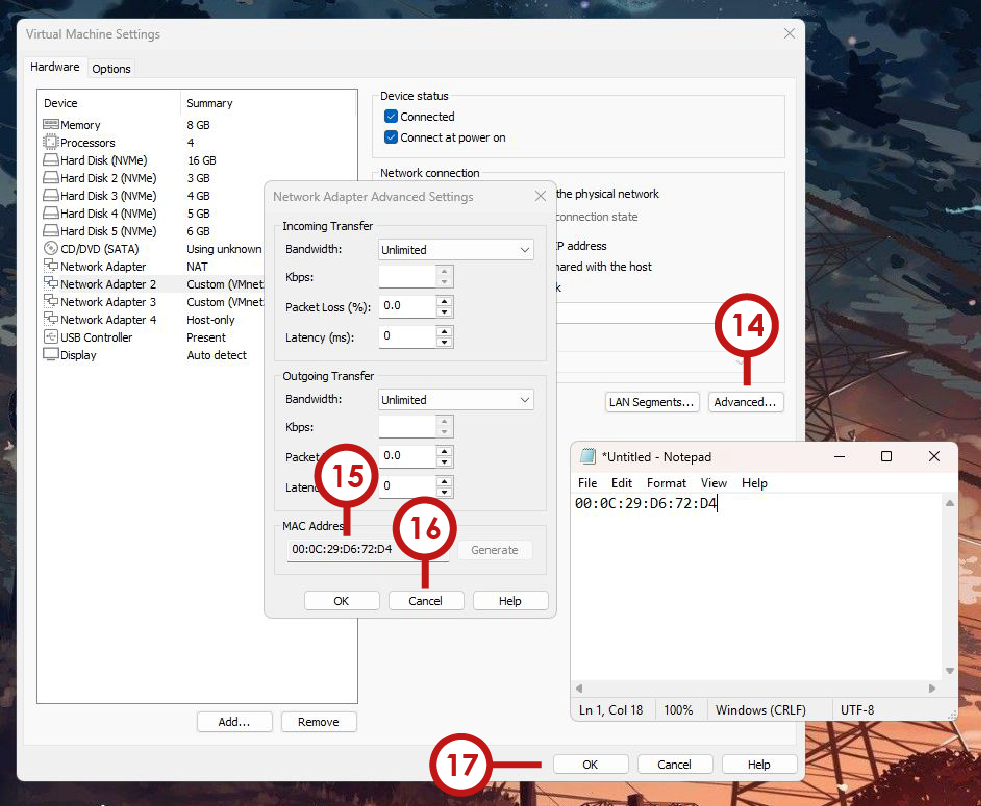 Virtual Machine Settings
Hardware
Options
Device Summary
Memory 8 GB
Processors 4
Hard Disk (NVMe) 16 GB
Hard Disk 2 (NVMe) 3 GB
Hard Disk 3 (NVMe) 4 GB
Hard Disk 4 (NVMe) 5 GB
Hard Disk 5 (NVMe) 6 GB
CD/DVD (SATA) Using unknown
Network Adapter NAT
Network Adapter 2 Custom (VMnet
Network Adapter 3 Custom (VMnet
Network Adapter 4 Host-only
USB Controller Present
Display Auto detect
Add... Remove
Device status
Connected
Connect at power on
Network connection
the physical network
connection state
IP address
hared with the host
k
14
LAN Segments... Advanced...
Network Adapter Advanced Settings
Incoming Transfer
Bandwidth: Unlimited
Kbps:
Packet Loss (%): 0.0
Latency (ms): 0
Outgoing Transfer
Bandwidth: Unlimited
Kbps:
Packet 0.0
15
Latenc 0
MAC Address
16
00:0C:29:D6:72:D4 Generate
OK Cancel Help
*Untitled - Notepad
File Edit Format View Help
00:0C:29:D6:72:D4
Ln 1, Col 18 100% Windows (CRLF) UTF-8
17
OK Cancel Help